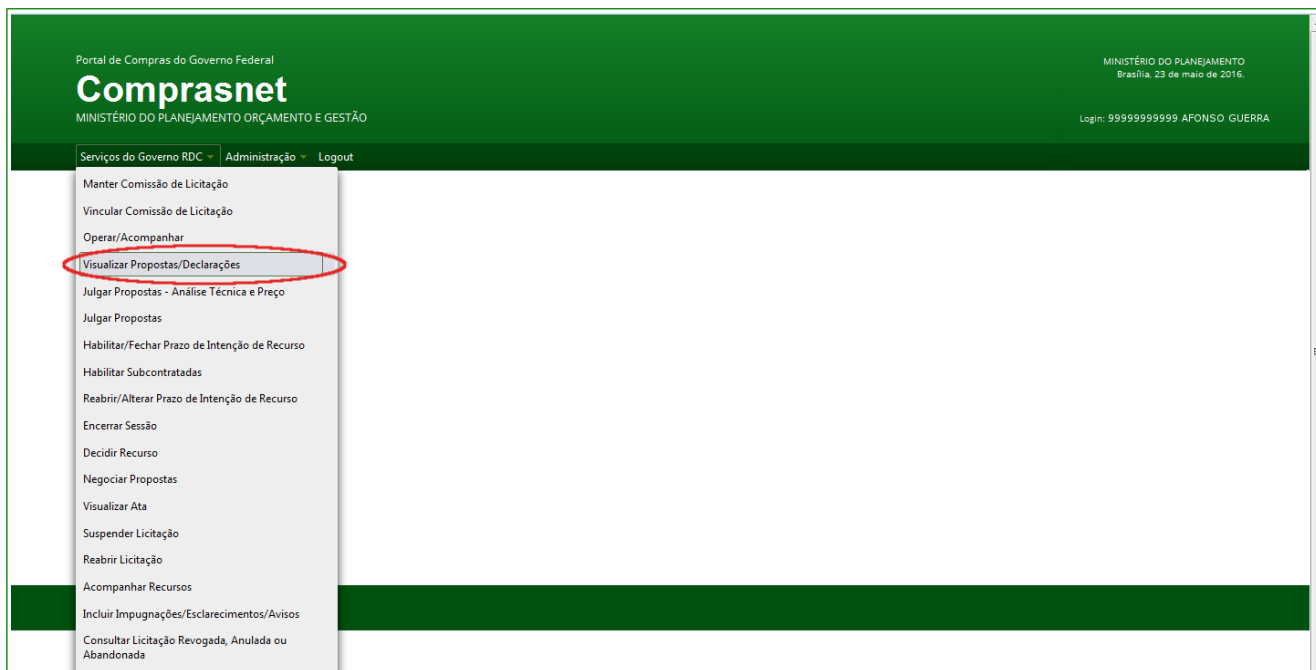 Portal de Compras do Governo Federal
Comprasnet
MINISTÉRIO DO PLANEJAMENTO ORÇAMENTO E GESTÃO
MINISTÉRIO DO PLANEJAMENTO
Brasília, 23 de maio de 2016.
Login: 99999999999 AFONSO GUERRA
Serviços do Governo RDC Administração Logout
Manter Comissão de Licitação
Vincular Comissão de Licitação
Operar/Acompanhar
Visualizar Propostas/Declarações
Julgar Propostas - Análise Técnica e Preço
Julgar Propostas
Habilitar/Fechar Prazo de Intenção de Recurso
Habilitar Subcontratadas
Reabrir/Alterar Prazo de Intenção de Recurso
Encerrar Sessão
Decidir Recurso
Negociar Propostas
Visualizar Ata
Suspender Licitação
Reabrir Licitação
Acompanhar Recursos
Incluir Impugnações/Esclarecimentos/Avisos
Consultar Licitação Revogada, Anulada ou
Abandonada